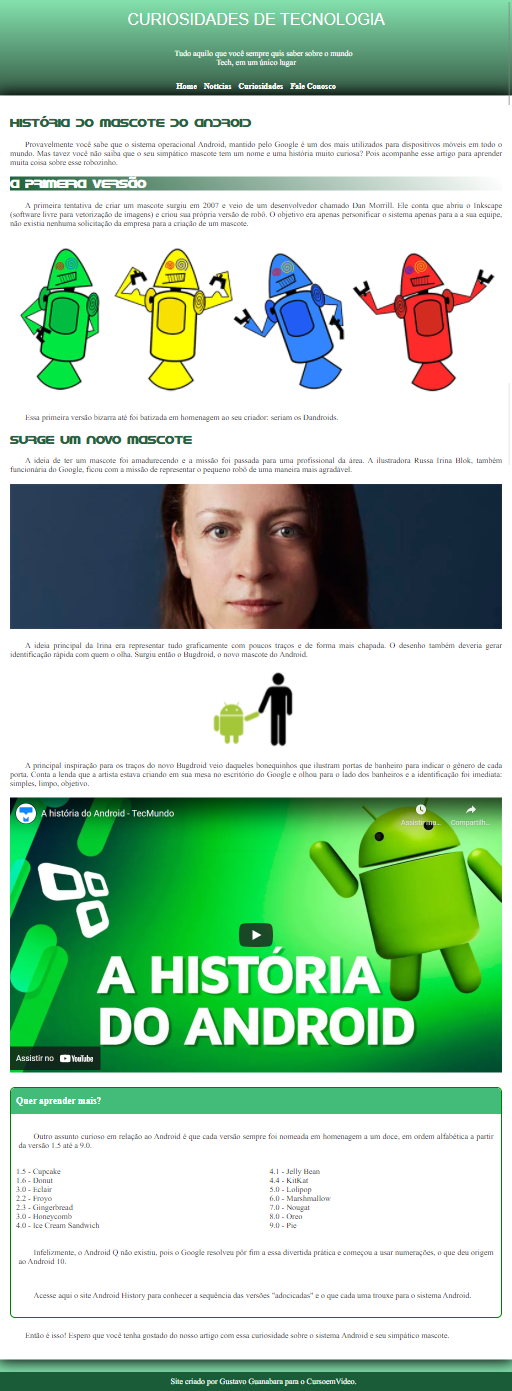 CURIOSIDADES DE TECNOLOGIA
Tudo aquilo que você sempre quis saber sobre o mundo
Tech, em um único lugar
Home Notícias Curiosidades Fale Conosco
HISTÓRIA DO MASCOTE DO ANDROID
Provavelmente você sabe que o sistema operacional Android, mantido pelo Google é um dos mais utilizados para dispositivos móveis em todo o
mundo. Mas tavez você não saiba que o seu simpático mascote tem um nome e uma história muito curiosa? Pois acompanhe esse artigo para aprender
muita coisa sobre esse robozinho.
A PRIMERA VERSÃO
A primeira tentativa de criar um mascote surgiu em 2007 e veio de um desenvolvedor chamado Dan Morrill. Ele conta que abriu o Inkscape
(software livre para vetorização de imagens) e criou sua própria versão de robô. O objetivo era apenas personificar o sistema apenas para a a sua equipe,
não existia nenhuma solicitação da empresa para a criação de um mascote.
Essa primeira versão bizarra até foi batizada em homenagem ao seu criador: seriam os Dandroids.
SURGE UM NOVO MASCOTE
A ideia de ter um mascote foi amadurecendo e a missão foi passada para uma profissional da área. A ilustradora Russa Irina Blok, também
funcionária do Google, ficou com a missão de representar o pequeno robô de uma maneira mais agradável.
A ideia principal da Irina era representar tudo graficamente com poucos traços e de forma mais chapada. O desenho também deveria gerar
identificação rápida com quem o olha. Surgiu então o Bugdroid, o novo mascote do Android.
A principal inspiração para os traços do novo Bugdroid veio daqueles bonequinhos que ilustram portas de banheiro para indicar o gênero de cada
porta. Conta a lenda que a artista estava criando em sua mesa no escritório do Google e olhou para o lado dos banheiros e a identificação foi imediata:
simples, limpo, objetivo.
A história do Android - TecMundo
Assistir ma... Compartilh...
A HISTÓRIA
DO ANDROID
Assistir no YouTube
Quer aprender mais?
Outro assunto curioso em relação ao Android é que cada versão sempre foi nomeada em homenagem a um doce, em ordem alfabética a partir
da versão 1.5 até a 9.0.
1.5 - Cupcake
1.6 - Donut
3.0 - Eclair
2.2 - Froyo
2.3 - Gingerbread
3.0 - Honeycomb
4.0 - Ice Cream Sandwich
4.1 - Jelly Bean
4.4 - KitKat
5.0 - Lolipop
6.0 - Marshmallow
7.0 - Nougat
8.0 - Oreo
9.0 - Pie
Infelizmente, o Android Q não existiu, pois o Google resolveu pôr fim a essa divertida prática e começou a usar numerações, o que deu origem
ao Android 10.
Acesse aqui o site Android History para conhecer a sequência das versões "adocicadas" e o que cada uma trouxe para o sistema Android.
Então é isso! Espero que você tenha gostado do nosso artigo com essa curiosidade sobre o sistema Android e seu simpático mascote.
Site criado por Gustavo Guanabara para o CursoemVideo.